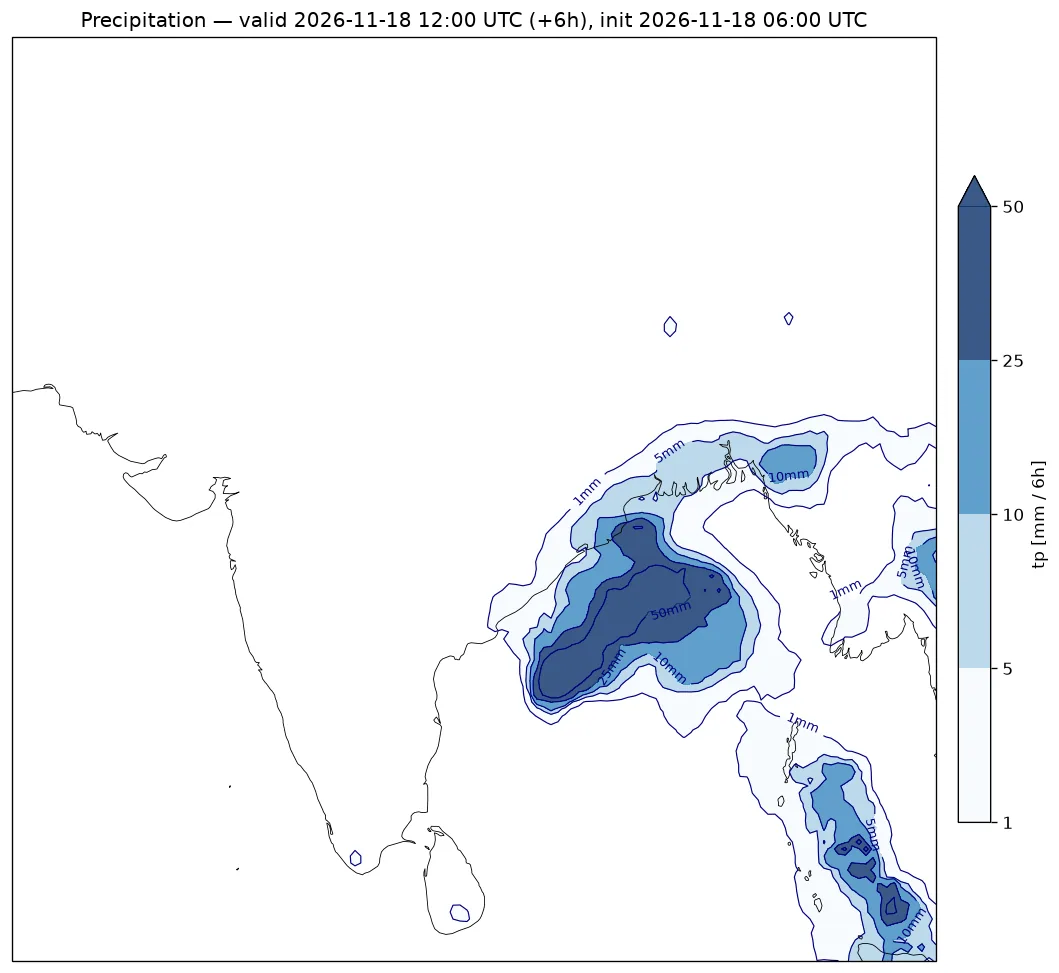 Precipitation — valid 2026-11-18 12:00 UTC (+6h), init 2026-11-18 06:00 UTC
50
25
10
5
1
tp [mm / 6h]
5mm
1mm
10mm
5mm
10mm
1mm
50mm
25mm
10mm
1mm
5mm
10mm